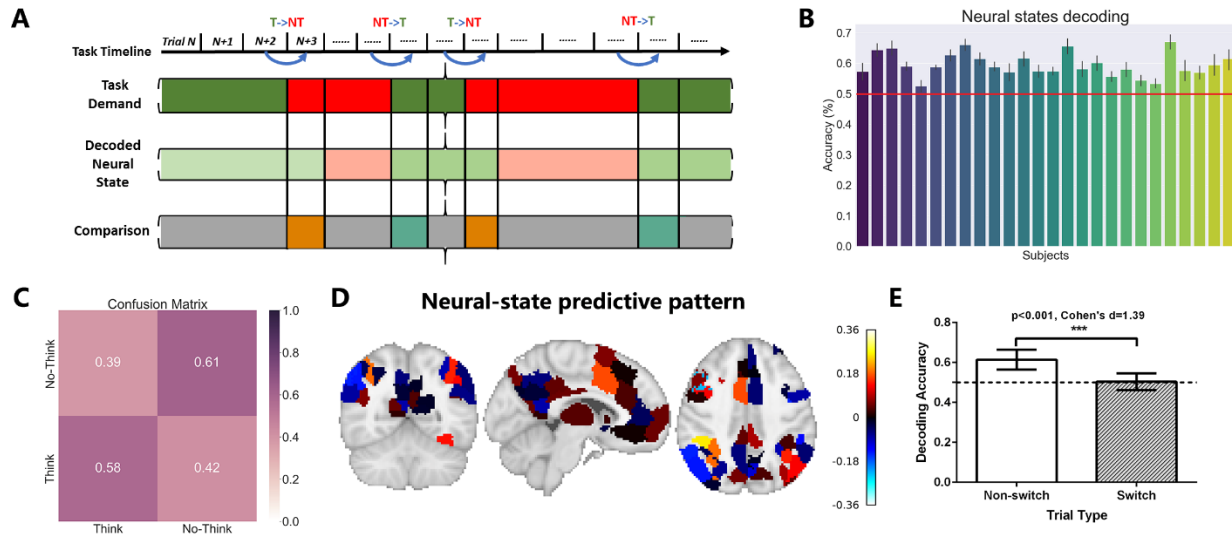 A
T->NT NT->T T->NT NT->T
Trial N N+1 N+2 N+3 ...... ...... ...... ...... ...... ...... ...... ...... ......
Task Timeline
Task
Demand
Decoded
Neural
State
Comparison
B
Neural states decoding
Accuracy (%)
0.7
0.6
0.5
0.4
0.3
0.2
0.1
0.0
Subjects
C
Confusion Matrix
No-Think
Think
0.39 0.61
0.58 0.42
Think No-Think
1.0
0.8
0.6
0.4
0.2
0.0
D
Neural-state predictive pattern
0.36
0.18
0
-0.18
-0.36
E
p<0.001, Cohen's d=1.39
***
Decoding Accuracy
0.8
0.6
0.4
0.2
0.0
Non-switch Switch
Trial Type